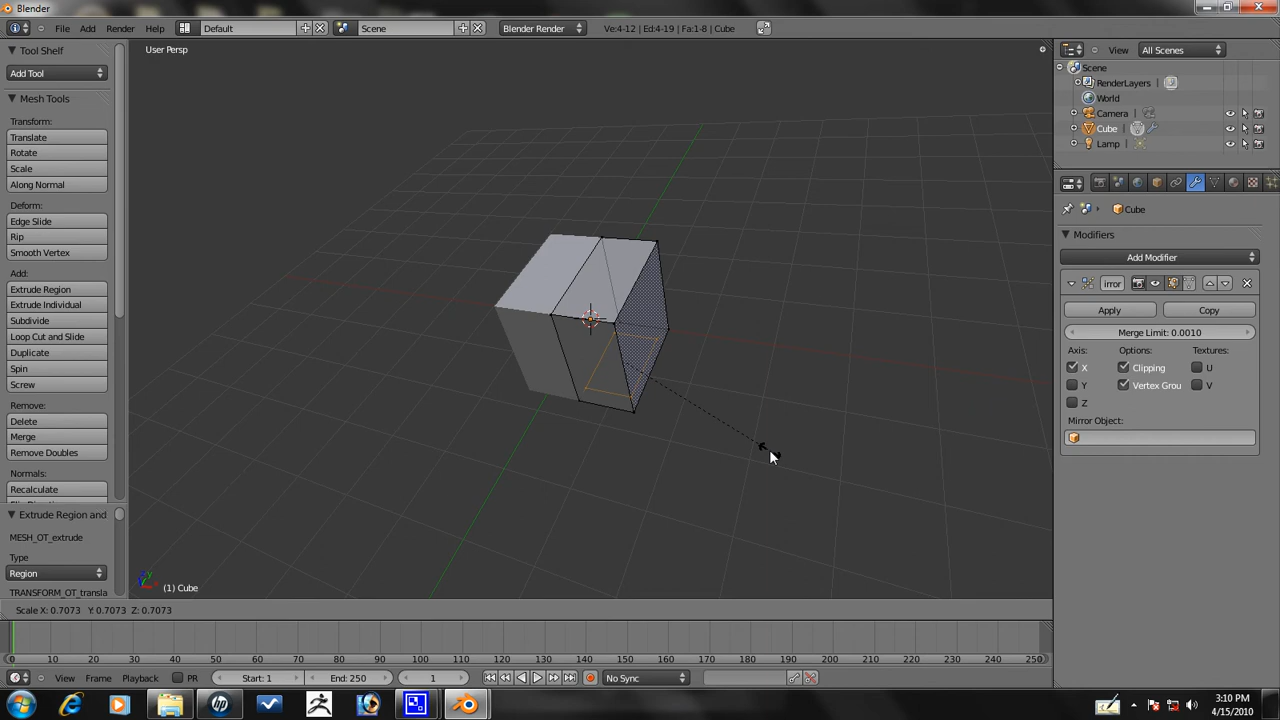 Blender
File Add Render Help Default Scene Blender Render Ve:4-12 | Ed:4-19 | Fa:1-8 | Cube
Tool Shelf
Add Tool
Mesh Tools
Transform:
Translate
Rotate
Scale
Along Normal
Deform:
Edge Slide
Rip
Smooth Vertex
Add:
Extrude Region
Extrude Individual
Subdivide
Loop Cut and Slide
Duplicate
Spin
Screw
Remove:
Delete
Merge
Remove Doubles
Normals:
Recalculate
Extrude Region and
MESH_OT_extrude
Type
Region
TRANSFORM_OT_transla
User Persp
(1) Cube
View All Scenes
Scene
RenderLayers
World
Camera
Cube
Lamp
Cube
Modifiers
Add Modifier
irror
Apply Copy
Merge Limit: 0.0010
Axis: Options: Textures:
X Clipping U
Y Vertex Grou V
Z
Mirror Object:
Scale X: 0.7073 Y: 0.7073 Z: 0.7073
0 10 20 30 40 50 60 70 80 90 100 110 120 130 140 150 160 170 180 190 200 210 220 230 240 250
View Frame Playback PR Start: 1 End: 250 1 No Sync
hp
3:10 PM
4/15/2010